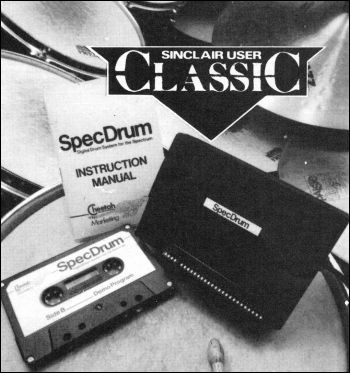 SINCLAIR USER
CLASSIC
SpecDrum
Digital Drum System for the Spectrum
INSTRUCTION
MANUAL
Cheetah
Marketing
SpecDrum
SpecDrum
Side B
Demo/Program